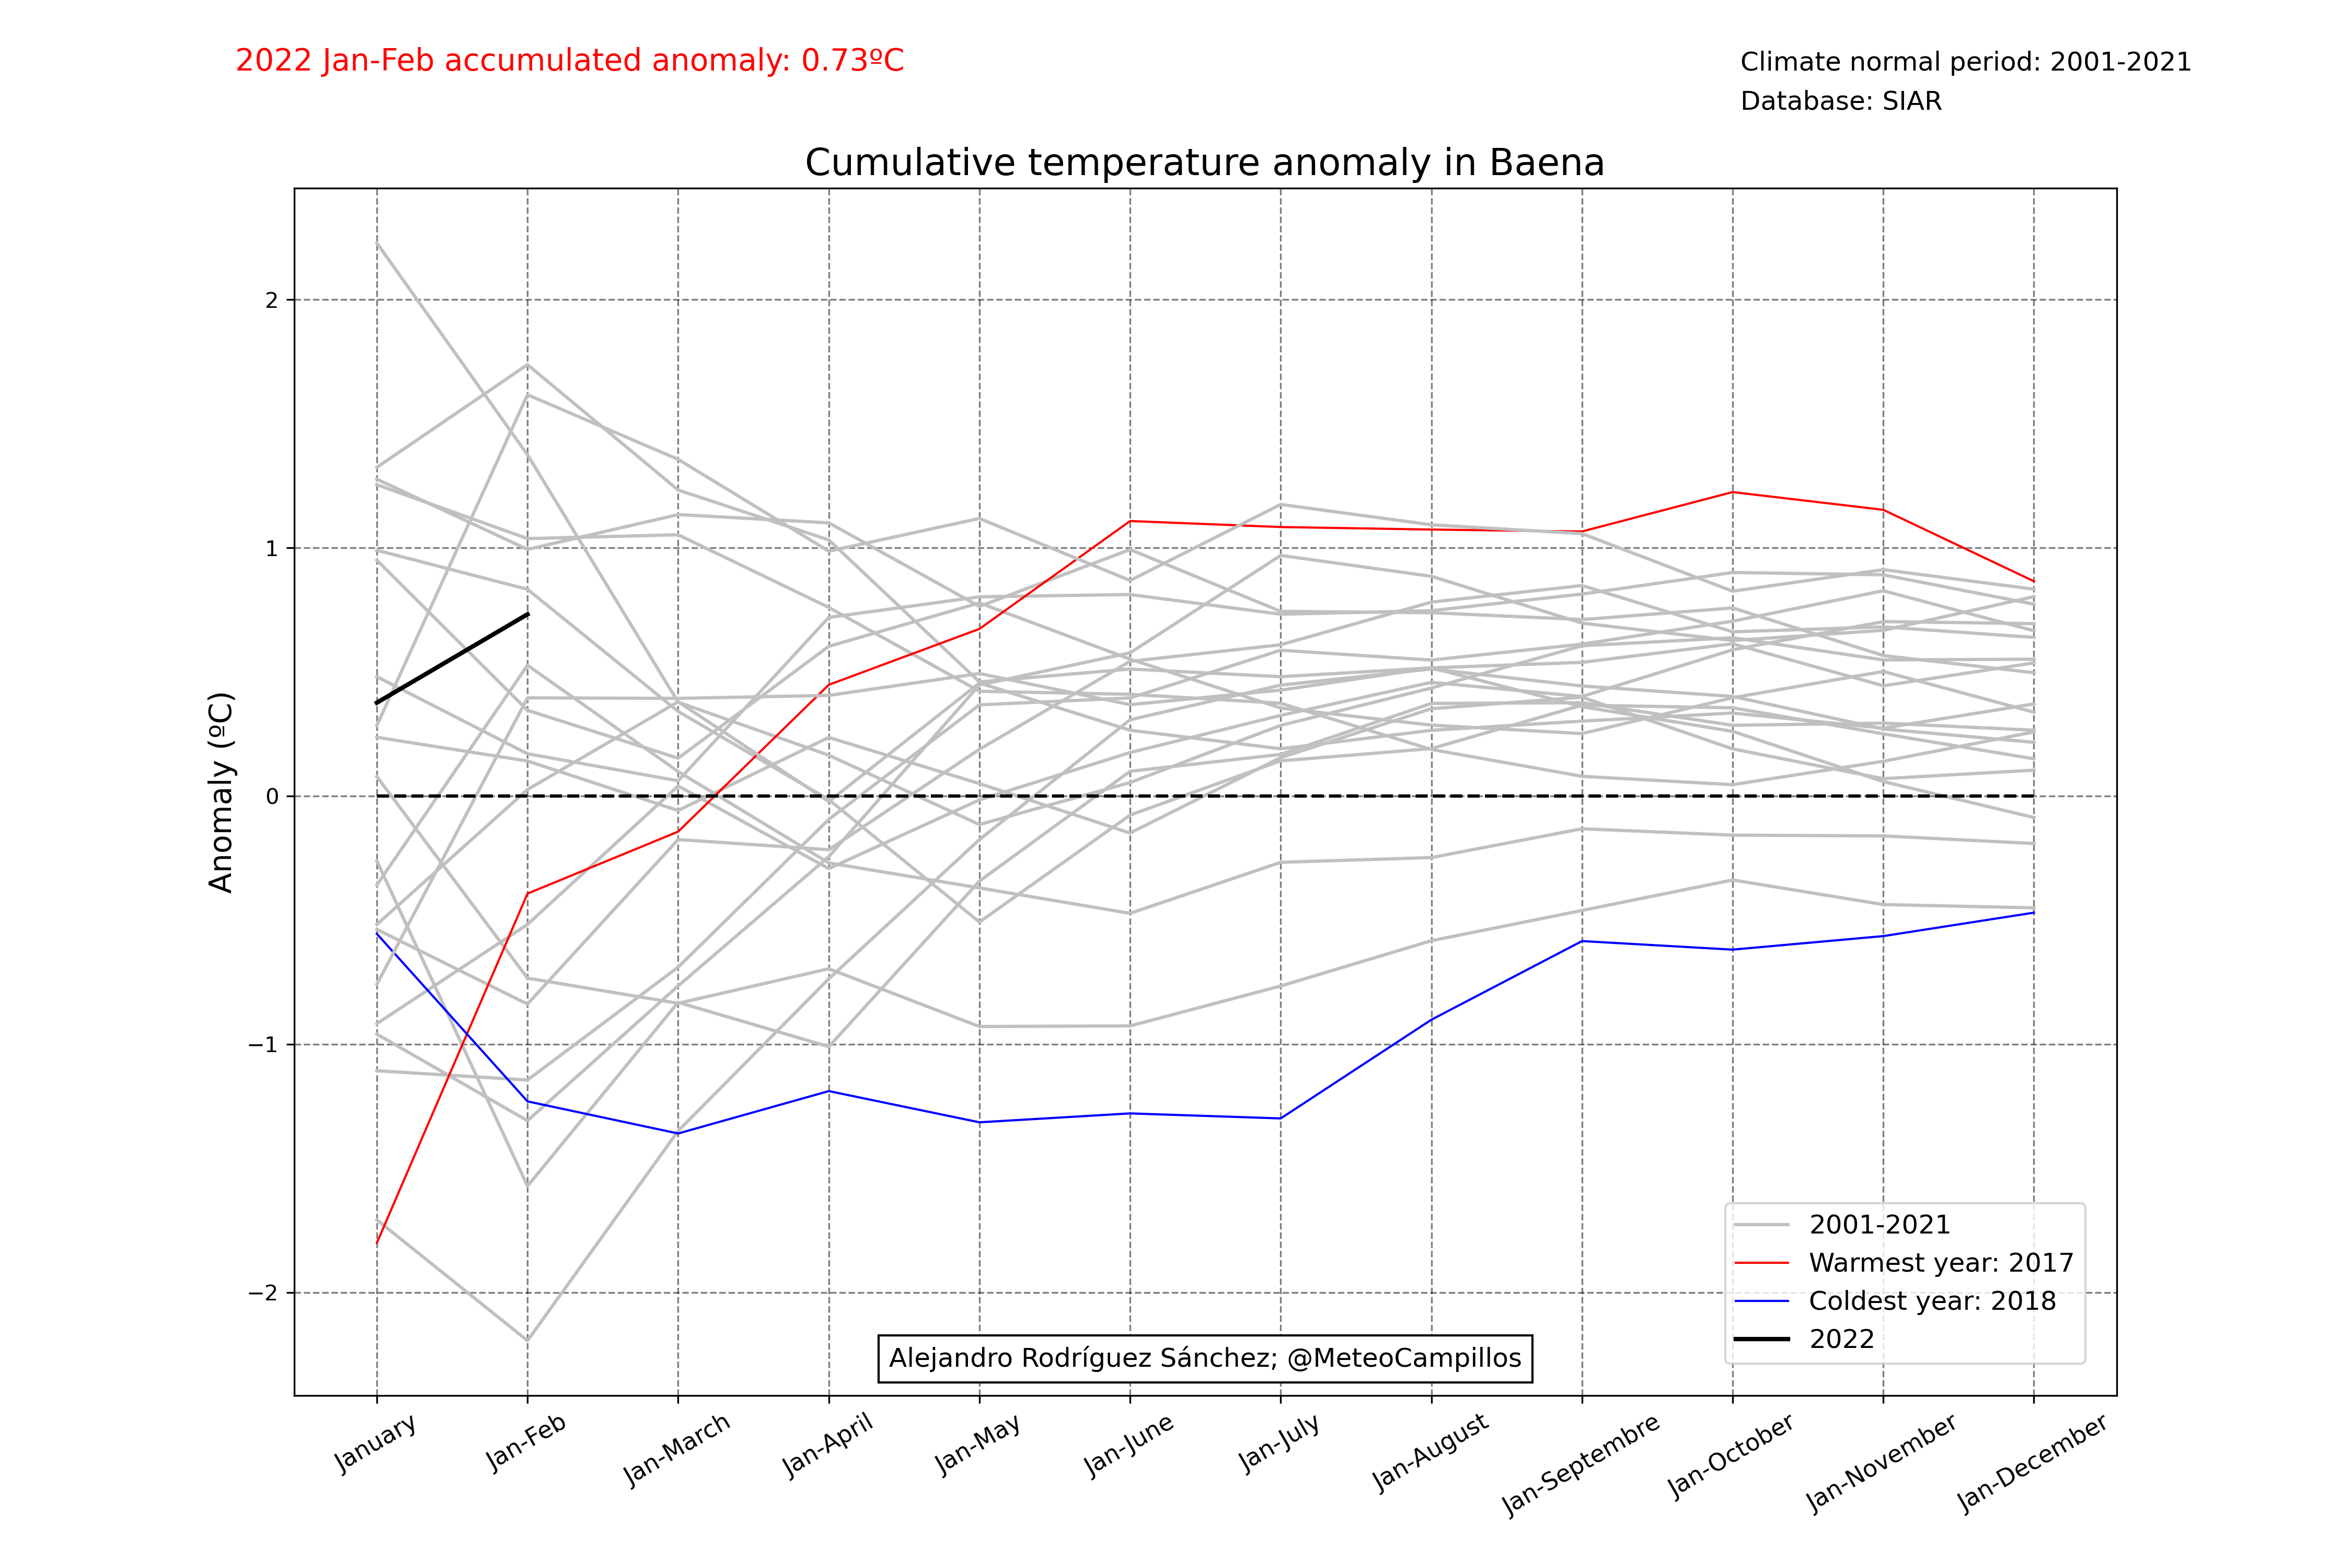 2022 Jan-Feb accumulated anomaly: 0.73ºC
Climate normal period: 2001-2021
Database: SIAR
Cumulative temperature anomaly in Baena
Anomaly (ºC)
2
1
0
−1
−2
2001-2021
Warmest year: 2017
Coldest year: 2018
2022
Alejandro Rodríguez Sánchez; @MeteoCampillos
January
Jan-Feb
Jan-March
Jan-April
Jan-May
Jan-June
Jan-July
Jan-August
Jan-Septembre
Jan-October
Jan-November
Jan-December